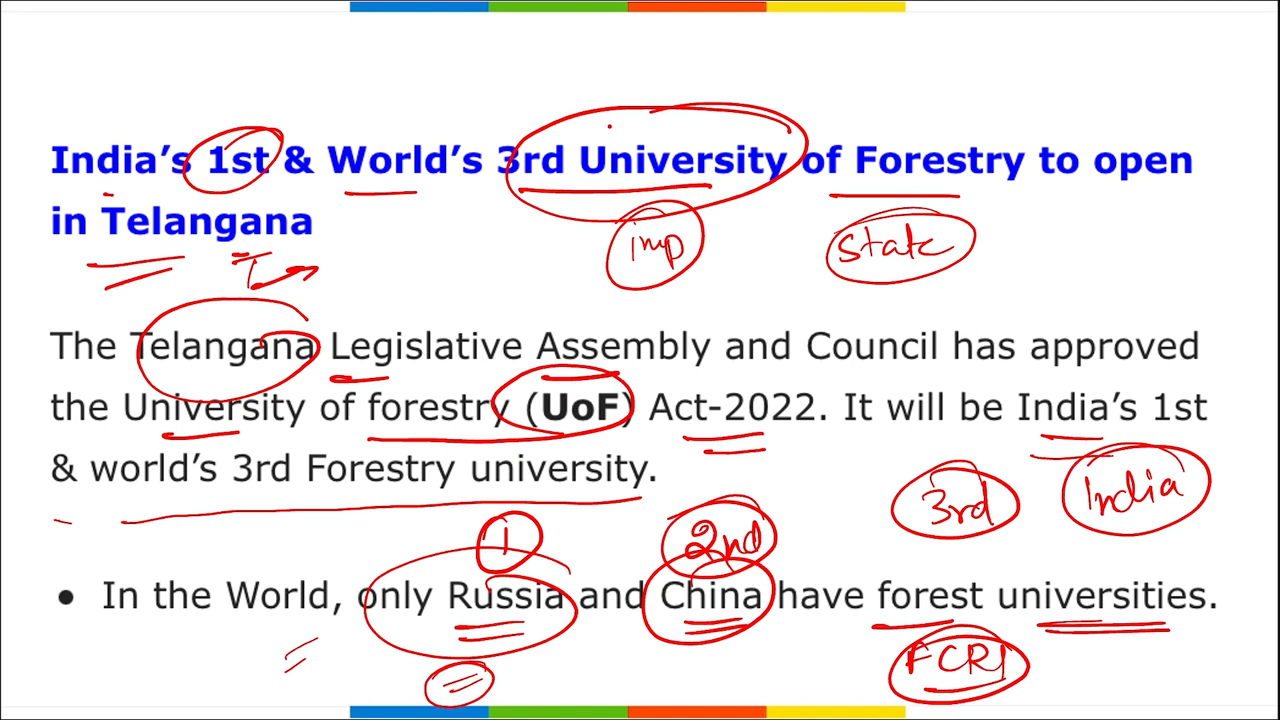 India's 1st & World's 3rd University of Forestry to open
in Telangana
imp
state
The Telangana Legislative Assembly and Council has approved
the University of forestry (UoF) Act-2022. It will be India's 1st
& world's 3rd Forestry university.
3rd India
1 2nd
• In the World, only Russia and China have forest universities.
FCRI